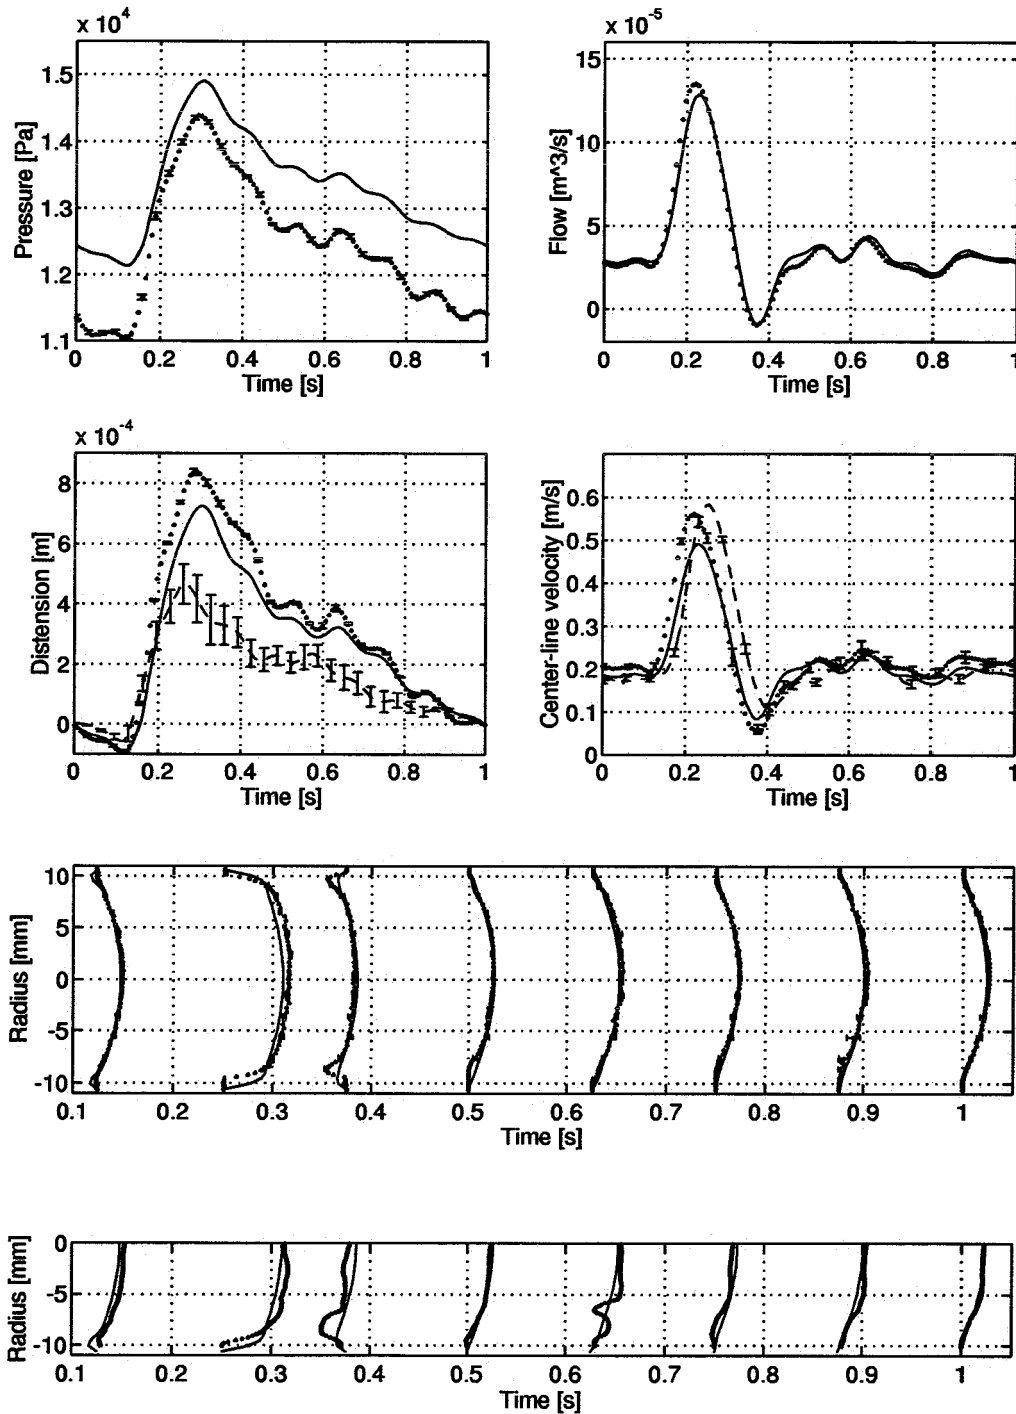 x 10^4
1.5
1.4
1.3
1.2
1.1
Pressure [Pa]
0 0.2 0.4 0.6 0.8 1
Time [s]
x 10^-5
15
10
5
0
Flow [m^3/s]
0 0.2 0.4 0.6 0.8 1
Time [s]
x 10^-4
8
6
4
2
0
Distension [m]
0 0.2 0.4 0.6 0.8 1
Time [s]
0.6
0.5
0.4
0.3
0.2
0.1
0
Center-line velocity [m/s]
0 0.2 0.4 0.6 0.8 1
Time [s]
10
5
0
-5
-10
Radius [mm]
0.1 0.2 0.3 0.4 0.5 0.6 0.7 0.8 0.9 1
Time [s]
0
-5
-10
Radius [mm]
0.1 0.2 0.3 0.4 0.5 0.6 0.7 0.8 0.9 1
Time [s]